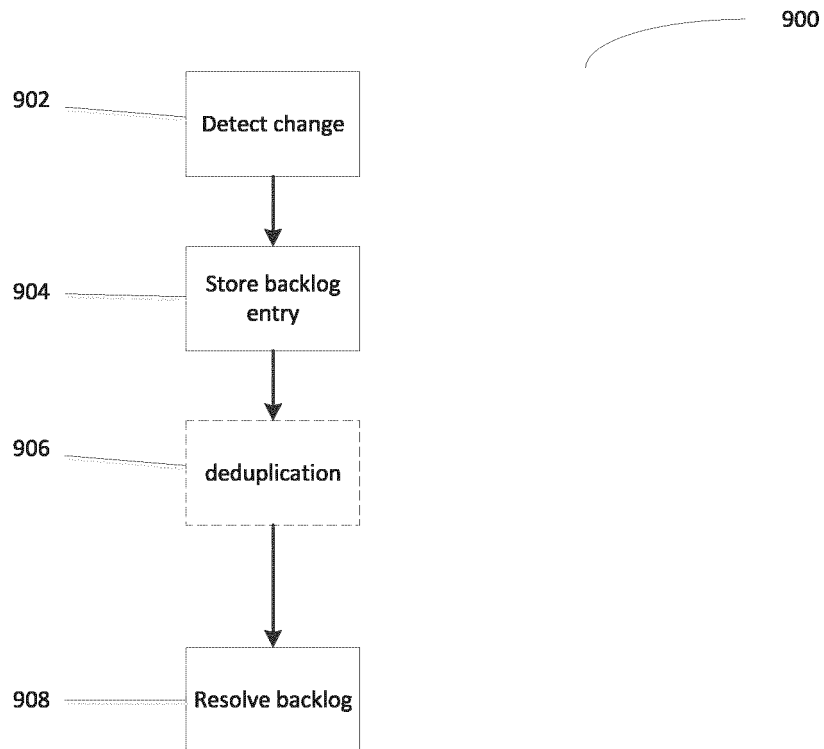 900
902
Detect change
904
Store backlog
entry
906
deduplication
908
Resolve backlog